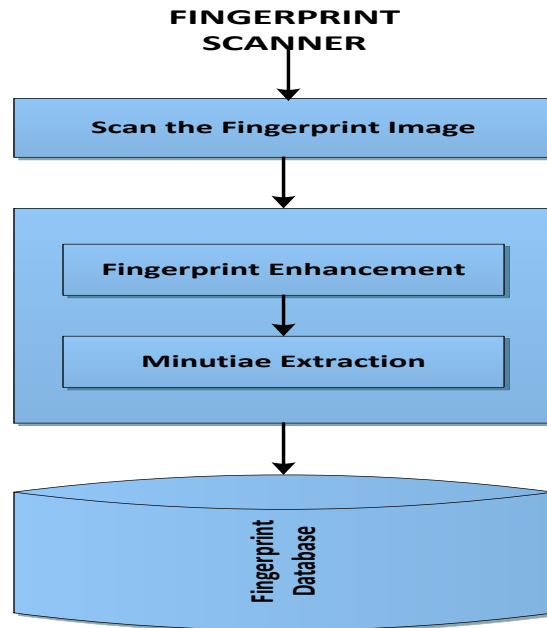 FINGERPRINT
SCANNER
Scan the Fingerprint Image
Fingerprint Enhancement
Minutiae Extraction
Fingerprint
Database